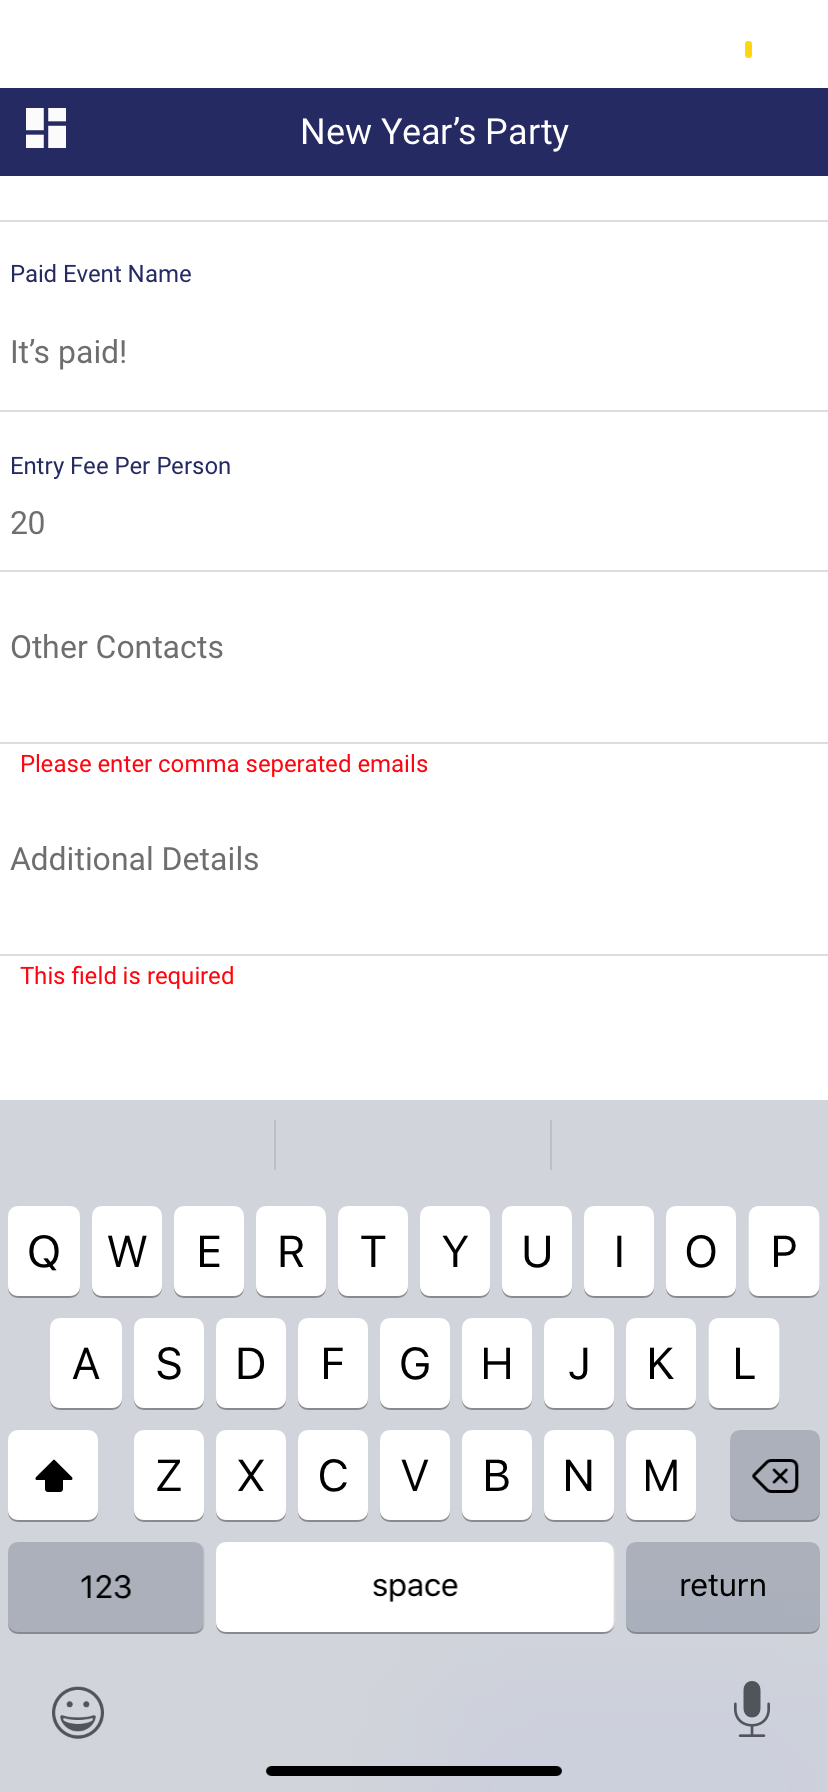 New Year’s Party
Paid Event Name
It’s paid!
Entry Fee Per Person
20
Other Contacts
Please enter comma seperated emails
Additional Details
This field is required
Q W E R T Y U I O P
A S D F G H J K L
Z X C V B N M
123 space return